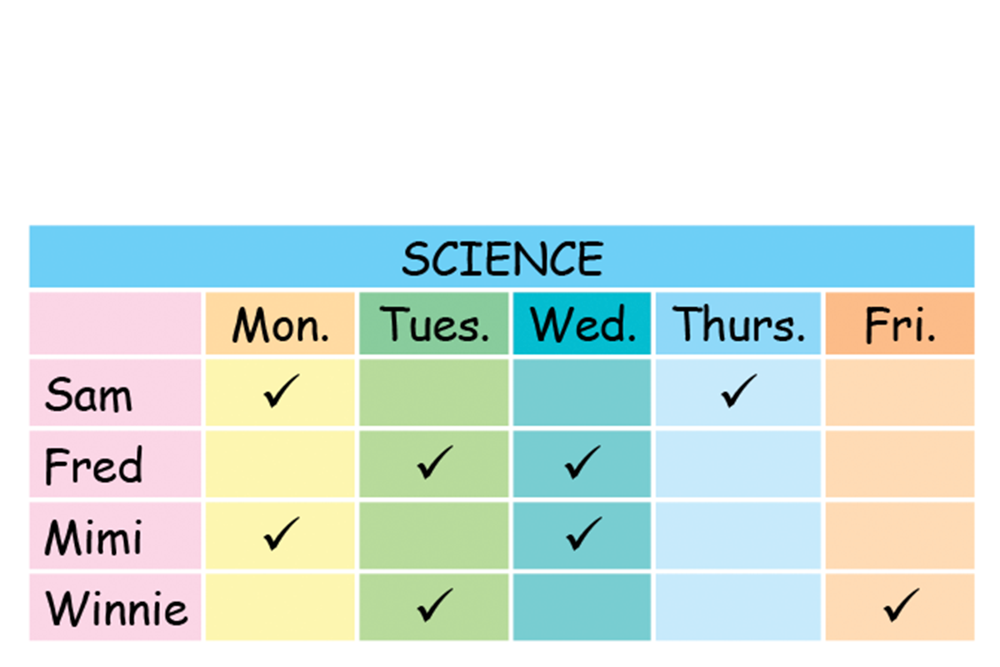 SCIENCE
Mon. Tues. Wed. Thurs. Fri.
Sam ✓ ✓
Fred ✓ ✓
Mimi ✓ ✓
Winnie ✓ ✓